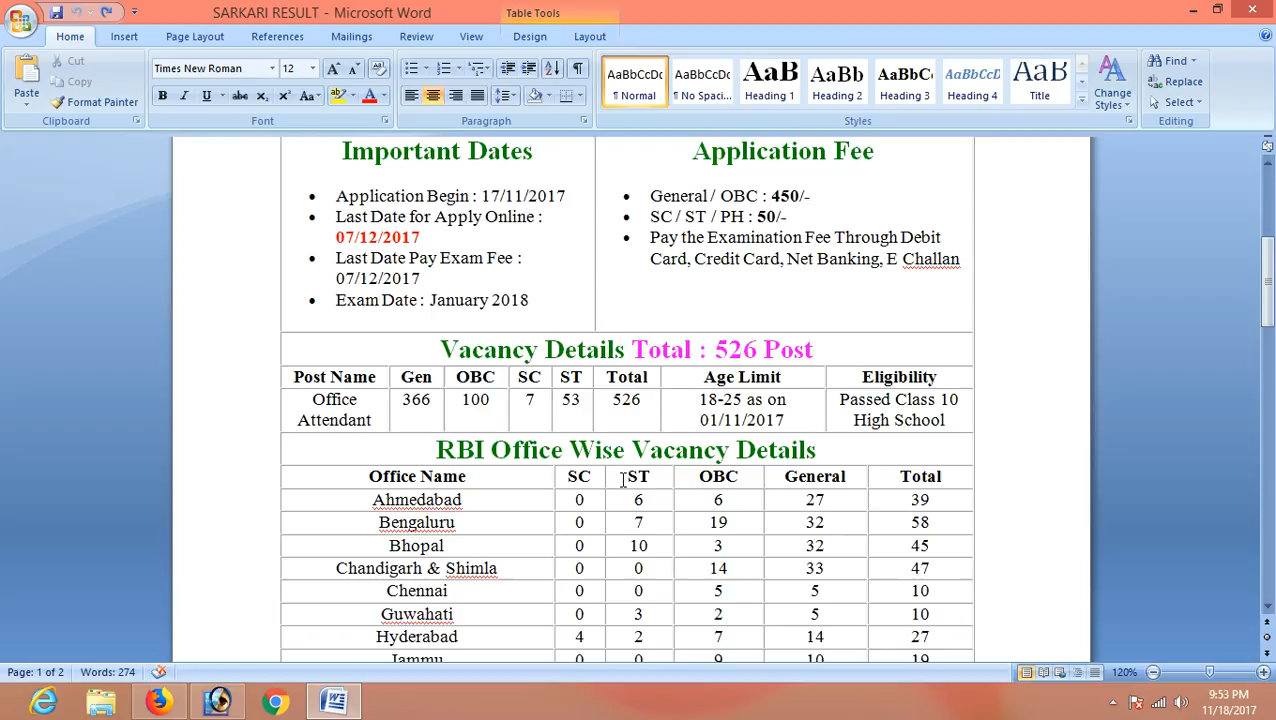 SARKARI RESULT - Microsoft Word
Table Tools
Home Insert Page Layout References Mailings Review View Design Layout
Paste
Cut
Copy
Format Painter
Clipboard
Times New Roman 12
Font
Paragraph
AaBbCcDc AaBbCcDc AaB AaBb( AaBbC( AaBbCcD AaB
¶ Normal ¶ No Spaci... Heading 1 Heading 2 Heading 3 Heading 4 Title
Change Styles
Styles
Find
Replace
Select
Editing
Important Dates
Application Begin : 17/11/2017
Last Date for Apply Online :
07/12/2017
Last Date Pay Exam Fee :
07/12/2017
Exam Date : January 2018
Application Fee
General / OBC : 450/-
SC / ST / PH : 50/-
Pay the Examination Fee Through Debit
Card, Credit Card, Net Banking, E Challan
Vacancy Details Total : 526 Post
Post Name Gen OBC SC ST Total Age Limit Eligibility
Office Attendant 366 100 7 53 526 18-25 as on 01/11/2017 Passed Class 10 High School
RBI Office Wise Vacancy Details
Office Name SC ST OBC General Total
Ahmedabad 0 6 6 27 39
Bengaluru 0 7 19 32 58
Bhopal 0 10 3 32 45
Chandigarh & Shimla 0 0 14 33 47
Chennai 0 0 5 5 10
Guwahati 0 3 2 5 10
Hyderabad 4 2 7 14 27
Jammu 0 0 9 10 19
Page: 1 of 2 Words: 274 120%
9:53 PM
11/18/2017